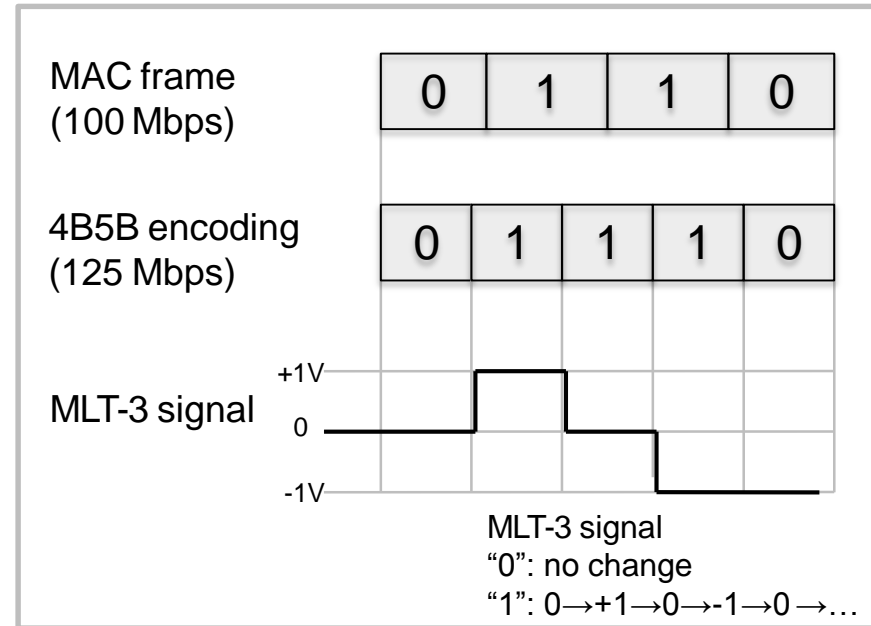 MAC frame
(100 Mbps)
0 1 1 0
4B5B encoding
(125 Mbps)
0 1 1 1 0
MLT-3 signal
+1V
0
-1V
MLT-3 signal
“0”: no change
“1”: 0→+1→0→-1→0→…